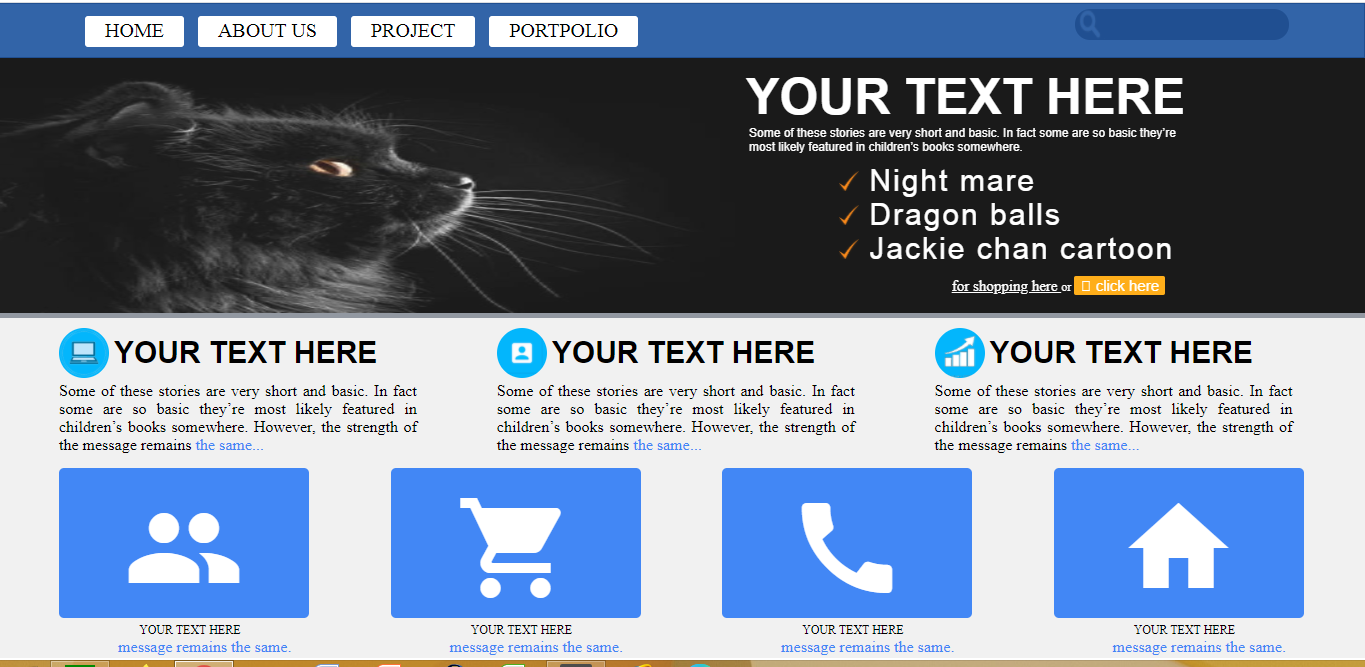 HOME ABOUT US PROJECT PORTPOLIO
YOUR TEXT HERE
Some of these stories are very short and basic. In fact some are so basic they’re
most likely featured in children’s books somewhere.
Night mare
Dragon balls
Jackie chan cartoon
for shopping here or click here
YOUR TEXT HERE
Some of these stories are very short and basic. In fact
some are so basic they’re most likely featured in
children’s books somewhere. However, the strength of
the message remains the same...
YOUR TEXT HERE
Some of these stories are very short and basic. In fact
some are so basic they’re most likely featured in
children’s books somewhere. However, the strength of
the message remains the same...
YOUR TEXT HERE
Some of these stories are very short and basic. In fact
some are so basic they’re most likely featured in
children’s books somewhere. However, the strength of
the message remains the same...
YOUR TEXT HERE
message remains the same.
YOUR TEXT HERE
message remains the same.
YOUR TEXT HERE
message remains the same.
YOUR TEXT HERE
message remains the same.